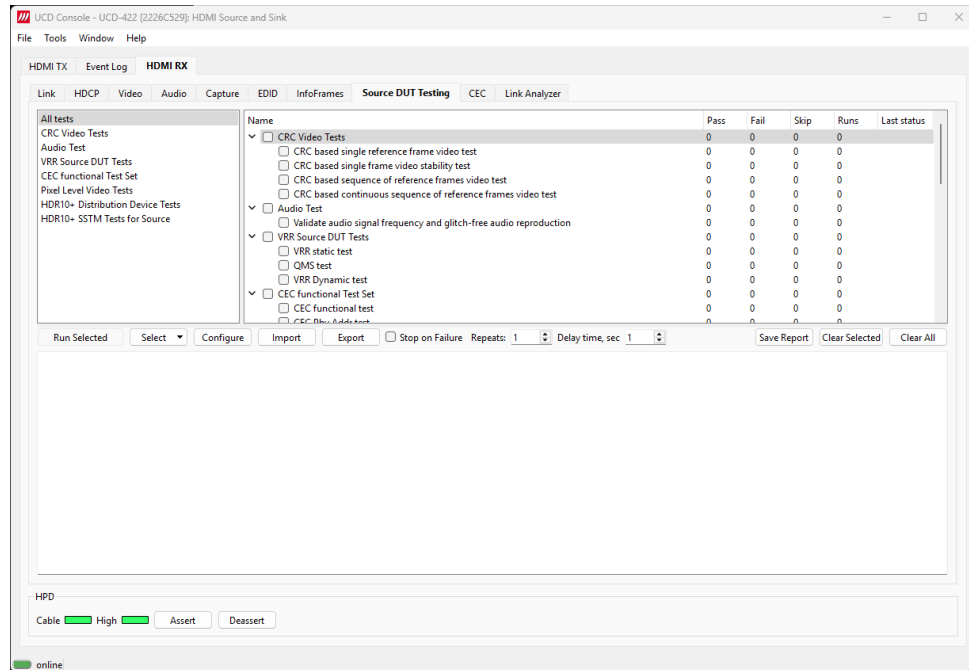 UCD Console - UCD-422 [2226C529]: HDMI Source and Sink
File Tools Window Help
HDMI TX Event Log HDMI RX
Link HDCP Video Audio Capture EDID InfoFrames Source DUT Testing CEC Link Analyzer
All tests
CRC Video Tests
Audio Test
VRR Source DUT Tests
CEC functional Test Set
Pixel Level Video Tests
HDR10+ Distribution Device Tests
HDR10+ SSTM Tests for Source
Name Pass Fail Skip Runs Last status
CRC Video Tests 0 0 0 0
CRC based single reference frame video test 0 0 0 0
CRC based single frame video stability test 0 0 0 0
CRC based sequence of reference frames video test 0 0 0 0
CRC based continuous sequence of reference frames video test 0 0 0 0
Audio Test 0 0 0 0
Validate audio signal frequency and glitch-free audio reproduction 0 0 0 0
VRR Source DUT Tests 0 0 0 0
VRR static test 0 0 0 0
QMS test 0 0 0 0
VRR Dynamic test 0 0 0 0
CEC functional Test Set 0 0 0 0
CEC functional test 0 0 0 0
CEC Phy Addr test 0 0 0 0
Run Selected Select Configure Import Export Stop on Failure Repeats: 1 Delay time, sec 1 Save Report Clear Selected Clear All
HPD
Cable High Assert Deassert
online